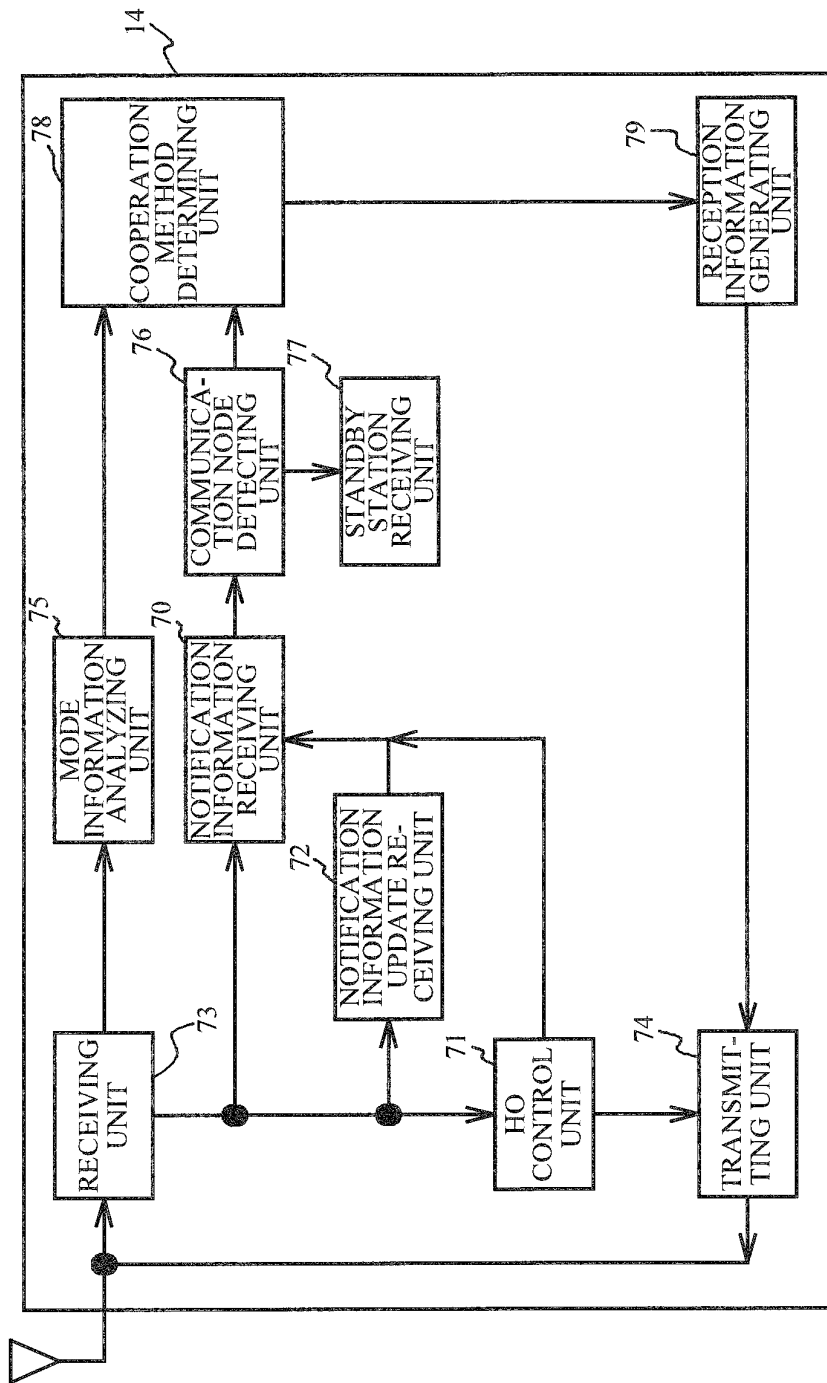 14
73
RECEIVING
UNIT
75
MODE
INFORMATION
ANALYZING
UNIT
78
COOPERATION
METHOD
DETERMINING
UNIT
70
NOTIFICATION
INFORMATION
RECEIVING
UNIT
76
COMMUNICA-
TION NODE
DETECTING
UNIT
77
STANDBY
STATION
RECEIVING
UNIT
72
NOTIFICATION
INFORMATION
UPDATE RE-
CEIVING UNIT
71
HO
CONTROL
UNIT
74
TRANSMIT-
TING UNIT
79
RECEPTION
INFORMATION
GENERATING
UNIT